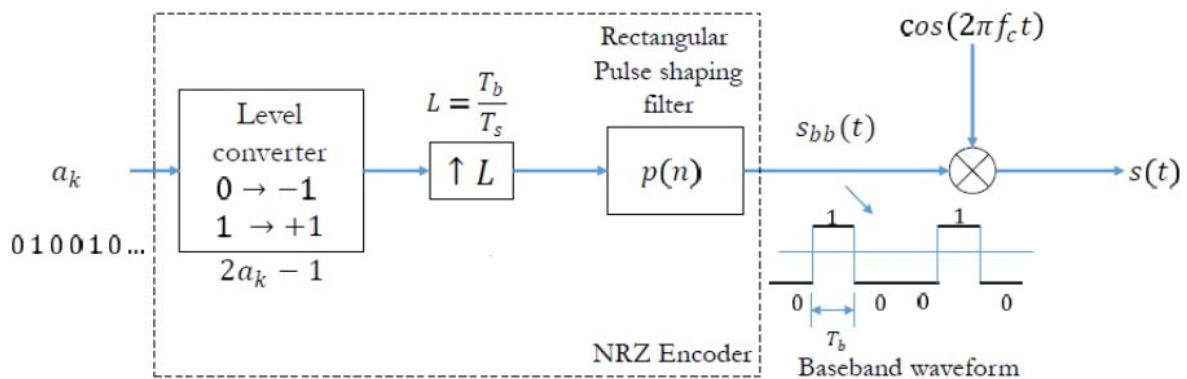 a_k
0 1 0 0 1 0 ...
Level
converter
0 → −1
1 → +1
2a_k − 1
L = T_b / T_s
↑ L
Rectangular
Pulse shaping
filter
p(n)
NRZ Encoder
s_bb(t)
cos(2πf_c t)
s(t)
1 1
0 0 0 0
T_b
Baseband waveform